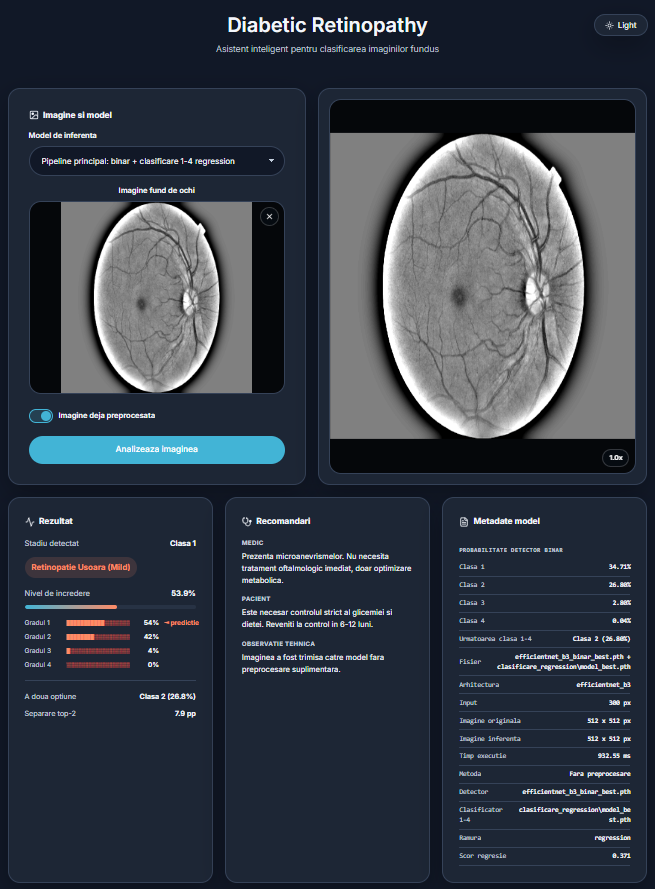 Diabetic Retinopathy
Asistent inteligent pentru clasificarea imaginilor fundus
Light
Imagine si model
Model de inferenta
Pipeline principal: binar + clasificare 1-4 regression
Imagine fund de ochi
Imagine deja preprocesata
Analizeaza imaginea
1.0x
Rezultat
Stadiu detectat Clasa 1
Retinopatie Usoara (Mild)
Nivel de incredere 53.9%
Gradul 1 54% ⇥ predictie
Gradul 2 42%
Gradul 3 4%
Gradul 4 0%
A doua optiune Clasa 2 (26.8%)
Separare top-2 7.9 pp
Recomandari
MEDIC
Prezenta microanevrismelor. Nu necesita
tratament oftalmologic imediat, doar optimizare
metabolica.
PACIENT
Este necesar controlul strict al glicemiei si
dietei. Reveniti la control in 6-12 luni.
OBSERVATIE TEHNICA
Imaginea a fost trimisa catre model fara
preprocesare suplimentara.
Metadate model
PROBABILITATE DETECTOR BINAR
Clasa 1 34.71%
Clasa 2 26.80%
Clasa 3 2.80%
Clasa 4 0.04%
Urmatoarea clasa 1-4 Clasa 2 (26.80%)
Fisier efficientnet_b3_binar_best.pth +
clasificare_regression\model_best.pth
Arhitectura efficientnet_b3
Input 300 px
Imagine originala 512 x 512 px
Imagine inferenta 512 x 512 px
Timp executie 932.55 ms
Metoda Fara preprocesare
Detector efficientnet_b3_binar_best.pth
Clasificator clasificare_regression\model_be
1-4 st.pth
Ramura regression
Scor regresie 0.371